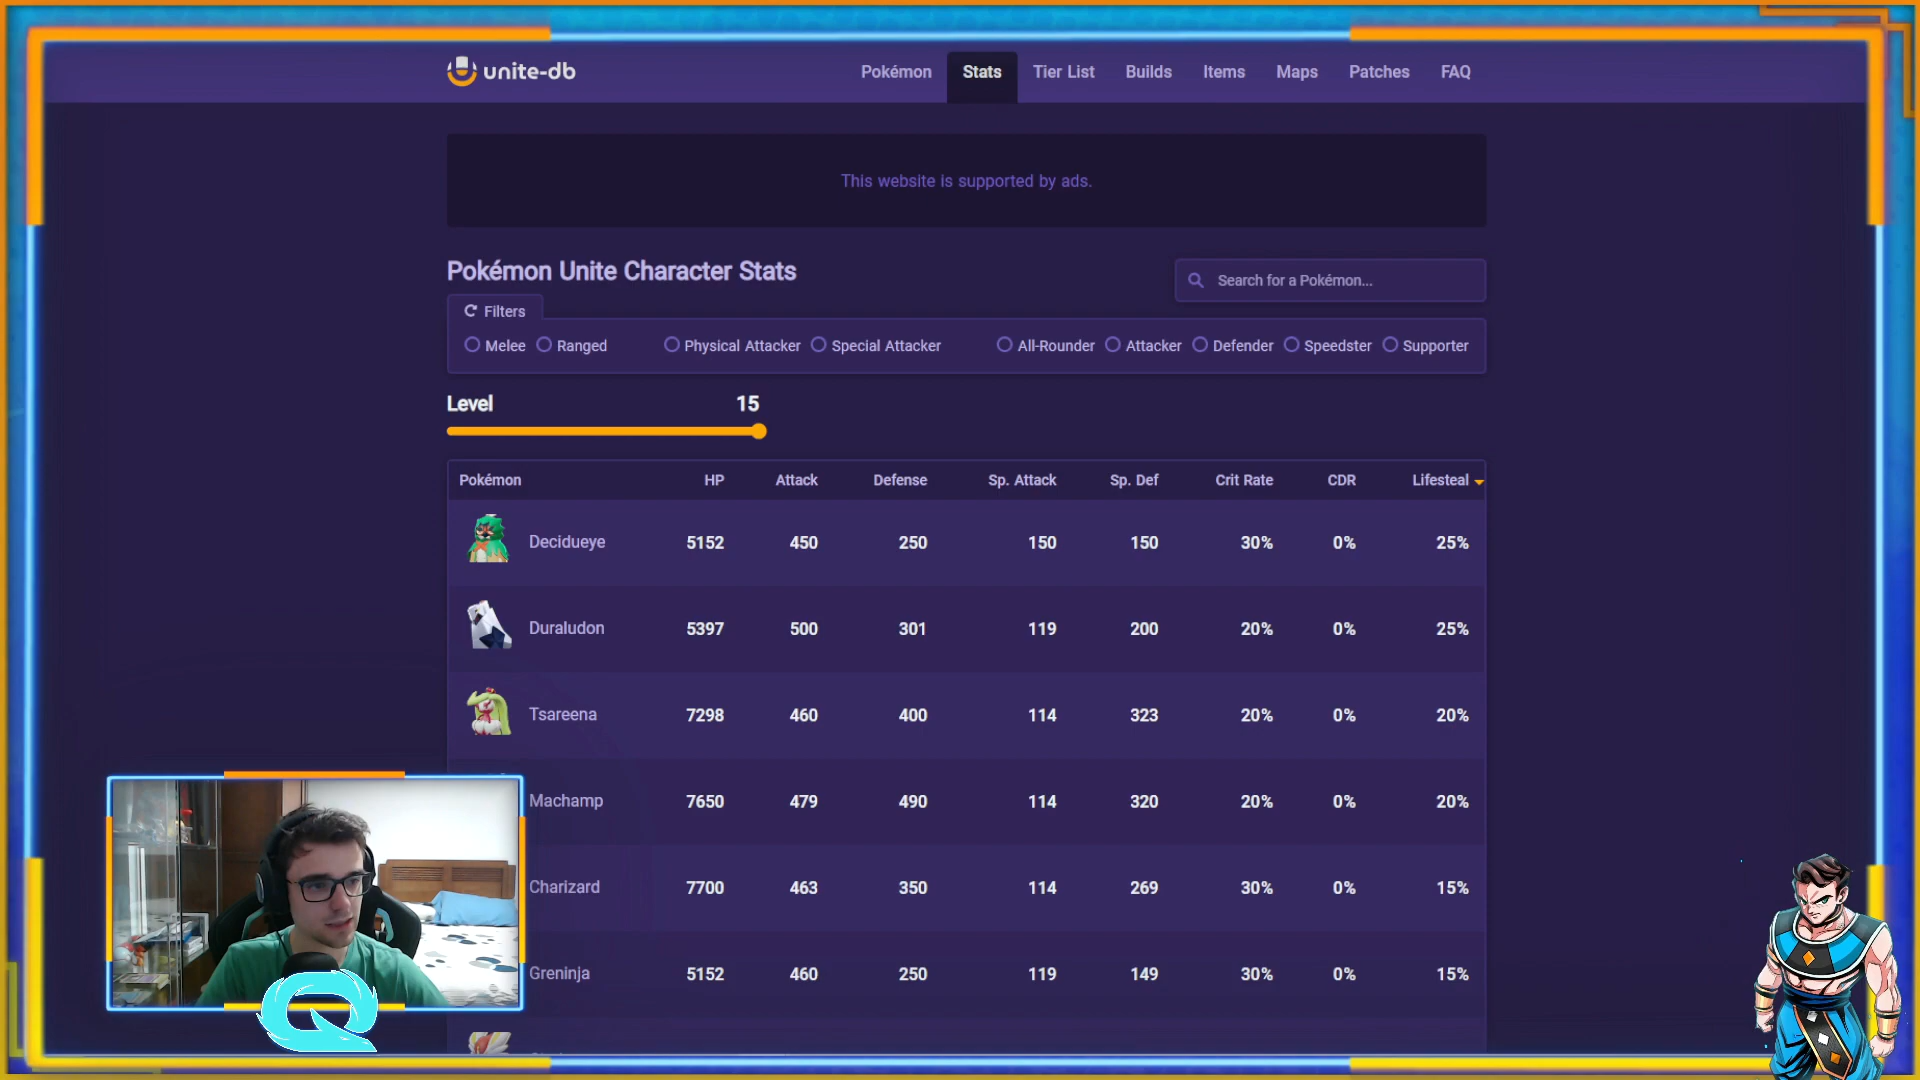 unite-db
Pokémon Stats Tier List Builds Items Maps Patches FAQ
This website is supported by ads.
Pokémon Unite Character Stats
Search for a Pokémon...
Filters
Melee Ranged Physical Attacker Special Attacker All-Rounder Attacker Defender Speedster Supporter
Level 15
Pokémon HP Attack Defense Sp. Attack Sp. Def Crit Rate CDR Lifesteal
Decidueye 5152 450 250 150 150 30% 0% 25%
Duraludon 5397 500 301 119 200 20% 0% 25%
Tsareena 7298 460 400 114 323 20% 0% 20%
Machamp 7650 479 490 114 320 20% 0% 20%
Charizard 7700 463 350 114 269 30% 0% 15%
Greninja 5152 460 250 119 149 30% 0% 15%